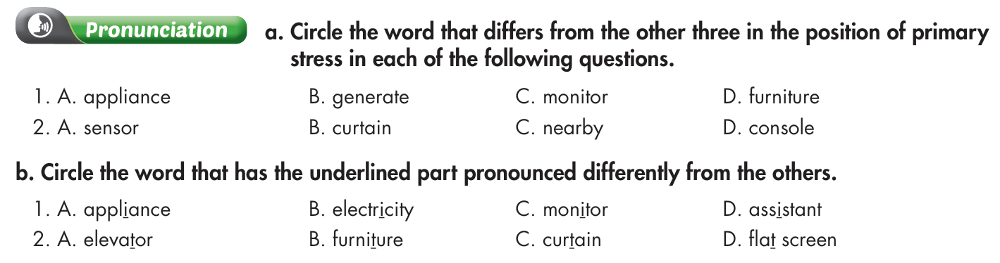 Pronunciation a. Circle the word that differs from the other three in the position of primary
stress in each of the following questions.
1. A. appliance B. generate C. monitor D. furniture
2. A. sensor B. curtain C. nearby D. console
b. Circle the word that has the underlined part pronounced differently from the others.
1. A. appliance B. electricity C. monitor D. assistant
2. A. elevator B. furniture C. curtain D. flat screen